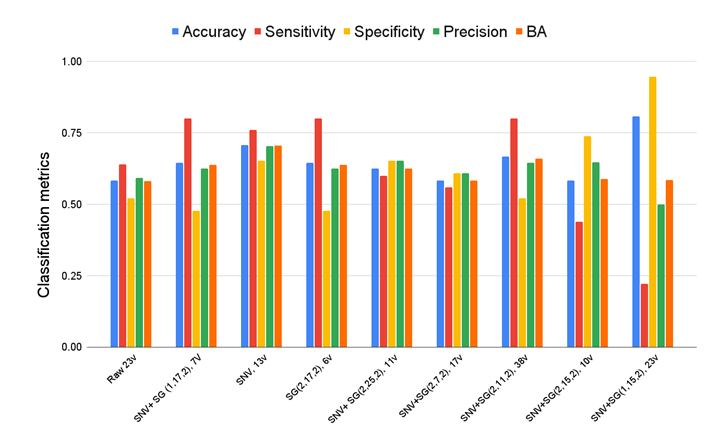 Accuracy Sensitivity Specificity Precision BA
Classification metrics
1.00
0.75
0.50
0.25
0.00
Raw 23v
SNV+ SG (1,17,2), 7V
SNV, 13v
SG(2,17,2), 6v
SNV+ SG(2,25,2), 11v
SNV+SG(2,7,2), 17v
SNV+SG(2,11,2), 38v
SNV+SG(2,15,2), 10v
SNV+SG(1,15,2), 23v